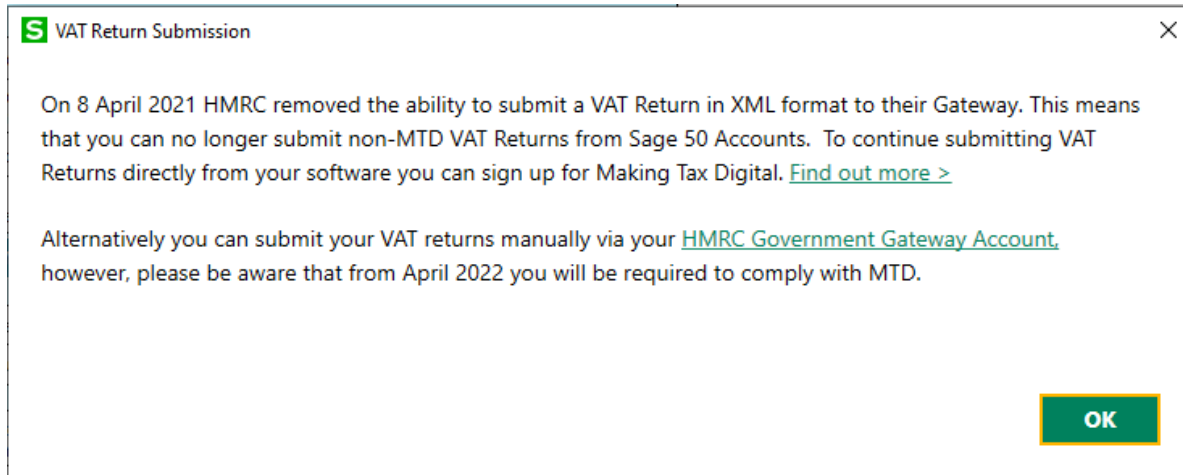 S VAT Return Submission
On 8 April 2021 HMRC removed the ability to submit a VAT Return in XML format to their Gateway. This means
that you can no longer submit non-MTD VAT Returns from Sage 50 Accounts.  To continue submitting VAT
Returns directly from your software you can sign up for Making Tax Digital. Find out more >
Alternatively you can submit your VAT returns manually via your HMRC Government Gateway Account,
however, please be aware that from April 2022 you will be required to comply with MTD.
OK